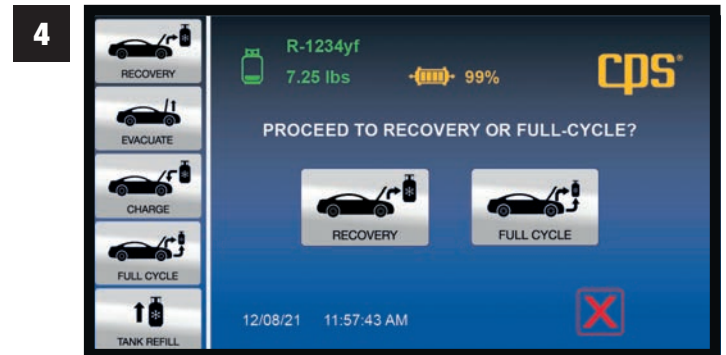 4
RECOVERY
EVACUATE
CHARGE
FULL CYCLE
TANK REFILL
R-1234yf
7.25 lbs
99%
CPS®
PROCEED TO RECOVERY OR FULL-CYCLE?
RECOVERY
FULL CYCLE
12/08/21 11:57:43 AM